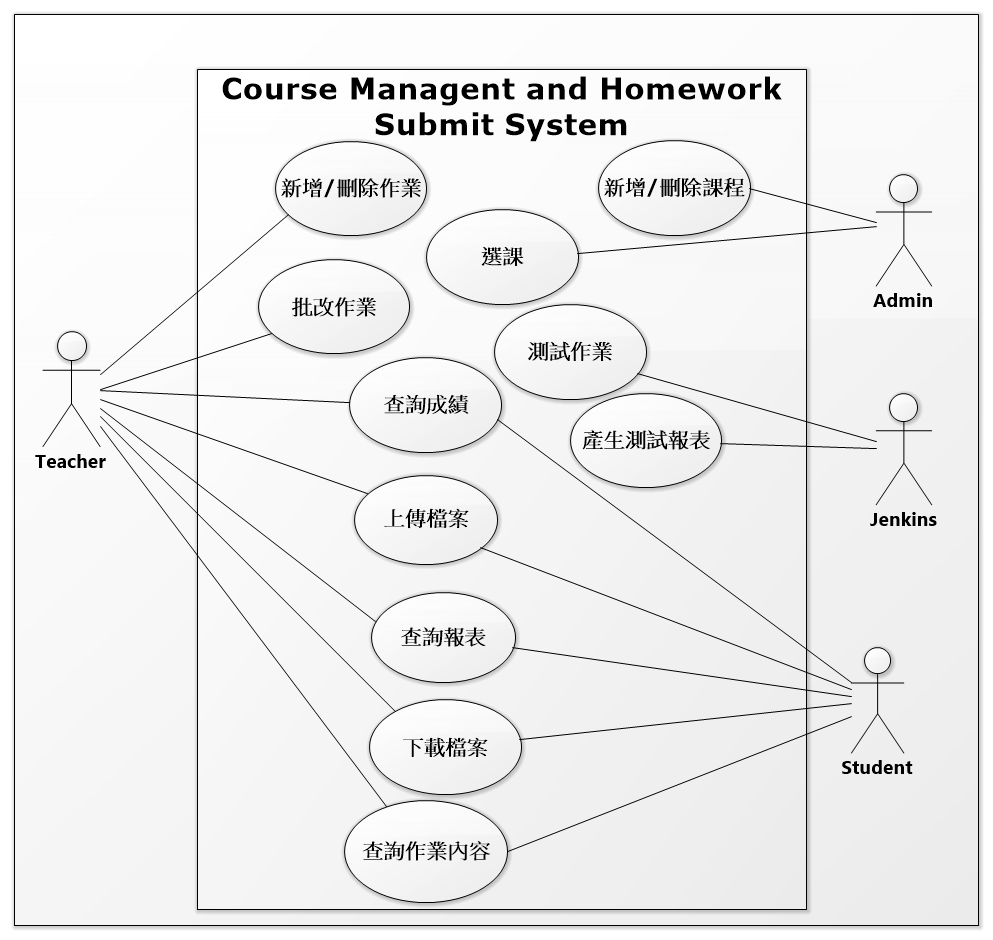 Course Managent and Homework
Submit System
新增/刪除作業
新增/刪除課程
選課
批改作業
測試作業
查詢成績
產生測試報表
上傳檔案
查詢報表
下載檔案
查詢作業內容
Teacher
Admin
Jenkins
Student